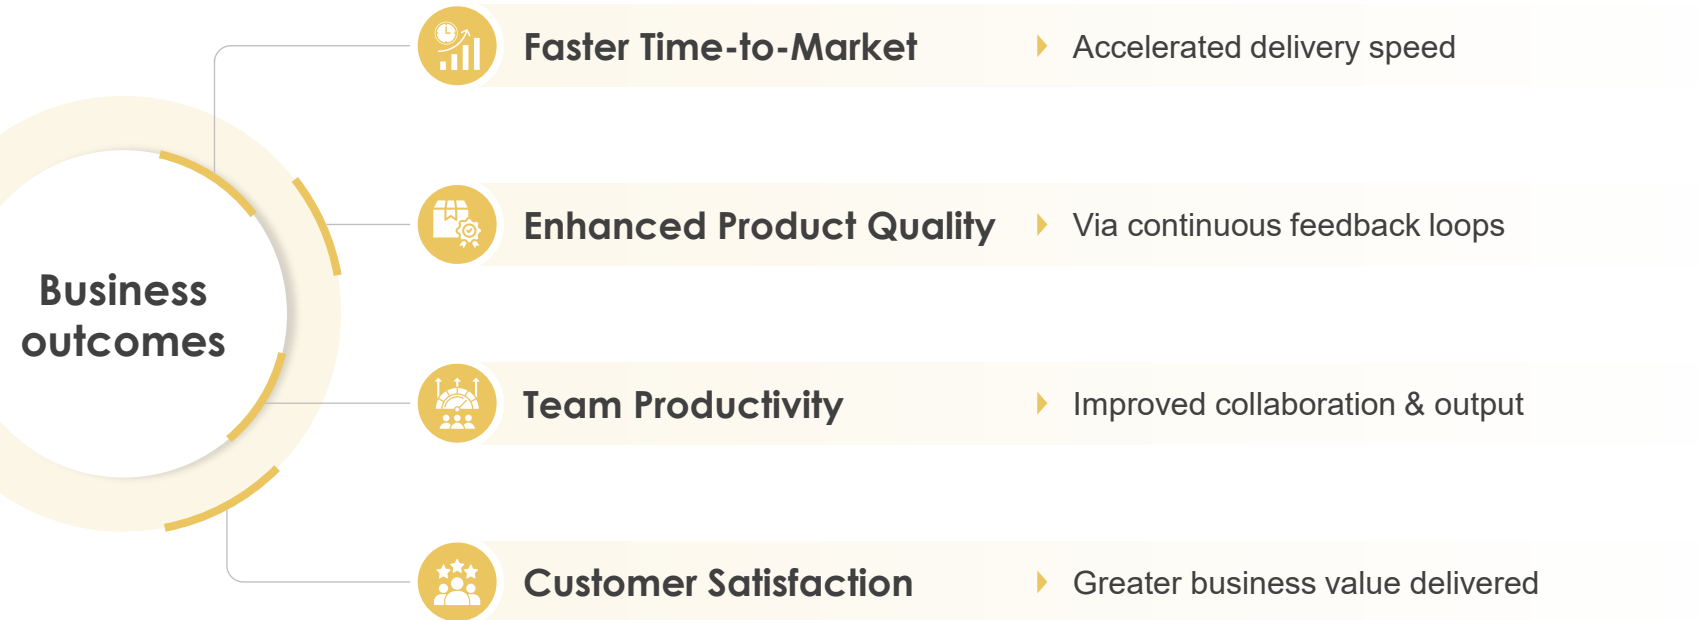 Business
outcomes
Faster Time-to-Market
Accelerated delivery speed
Enhanced Product Quality
Via continuous feedback loops
Team Productivity
Improved collaboration & output
Customer Satisfaction
Greater business value delivered